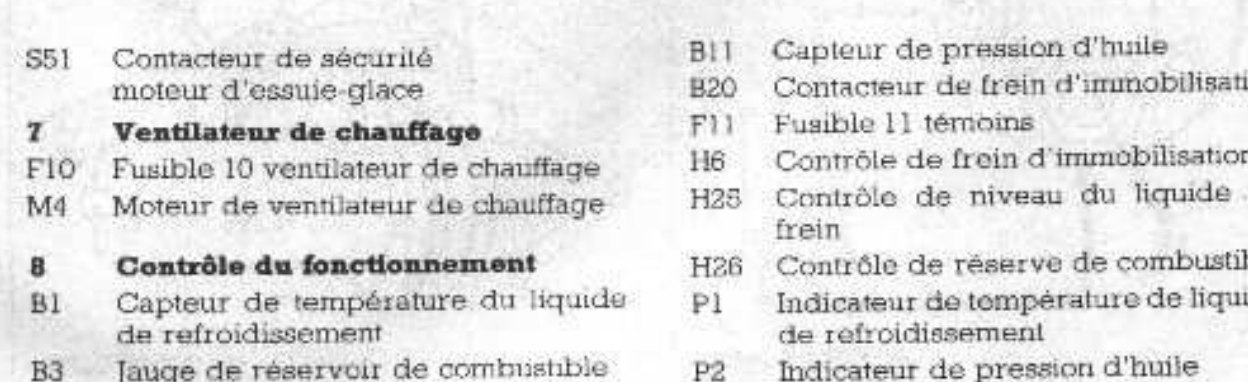 S51 Contacteur de sécurité
moteur d'essuie-glace
7 Ventilateur de chauffage
F10 Fusible 10 ventilateur de chauffage
M4 Moteur de ventilateur de chauffage
8 Contrôle du fonctionnement
B1 Capteur de température du liquide
de refroidissement
B3 Jauge de réservoir de combustible
B11 Capteur de pression d'huile
B20 Contacteur de frein d'immobilisati
F11 Fusible 11 témoins
H6 Contrôle de frein d'immobilisation
H25 Contrôle de niveau du liquide
frein
H26 Contrôle de réserve de combustib
P1 Indicateur de température de liqui
de refroidissement
P2 Indicateur de pression d'huile